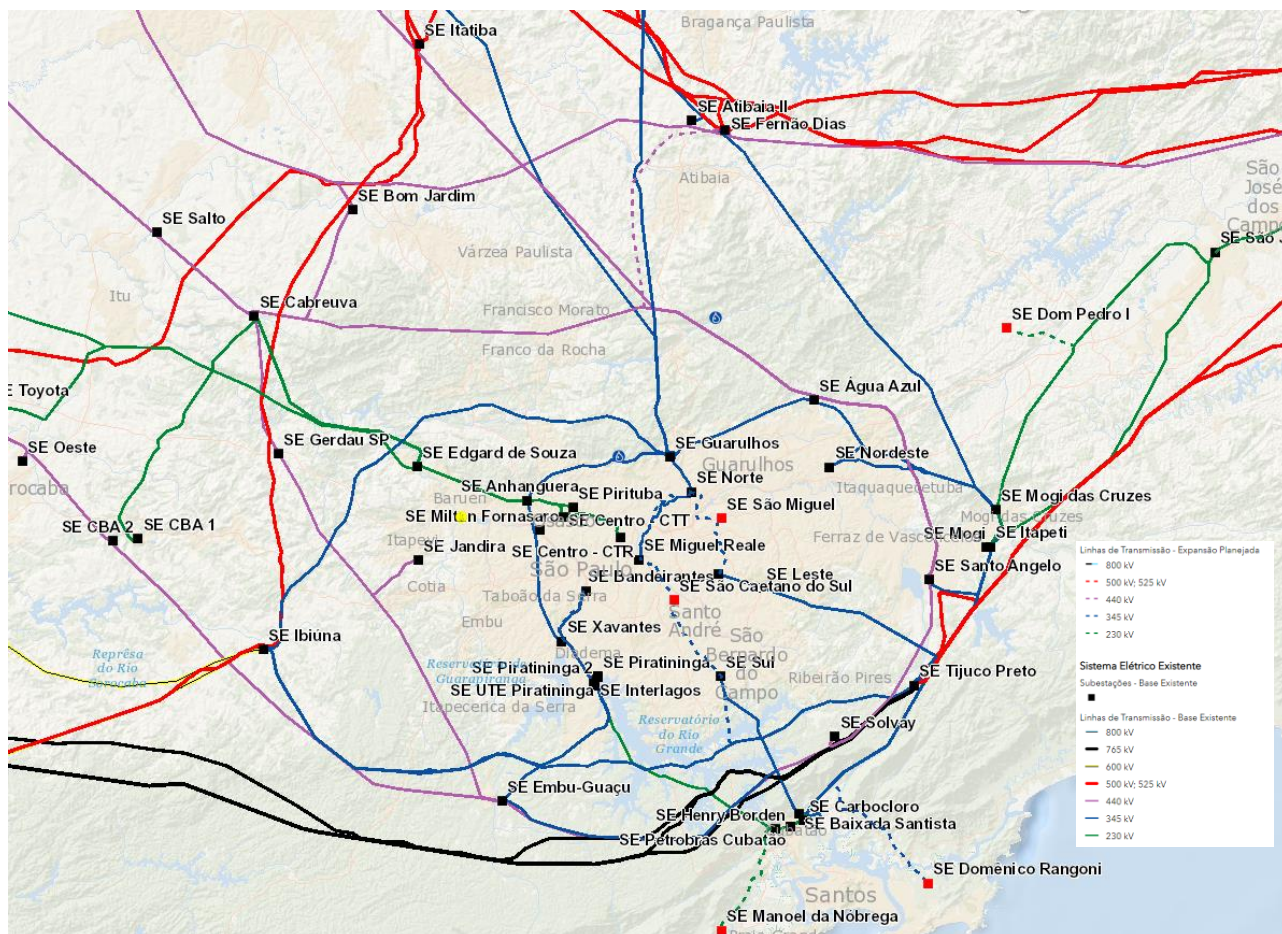 Bragança Paulista
SE Itatiba
SE Atibaia II
SE Fernão Dias
Atibaia
São
José
dos
Campo
SE Bom Jardim
SE Salto
SE São J
Várzea Paulista
Itu
SE Cabreuva
Francisco Morato
SE Dom Pedro I
Franco da Rocha
E Toyota
SE Água Azul
SE Gerdau SP
SE Guarulhos
SE Oeste
SE Edgard de Souza
Guarulhos
SE Nordeste
rocaba
SE Norte
Itaquaquecetuba
Barueri
SE Anhanguera
SE Pirituba
SE São Miguel
SE Mogi das Cruzes
Mogi das Cruzes
SE Milton Fornasaro
SE Centro - CTT
SE CBA 2
SE CBA 1
Itapevi
Ferraz de Vasconcelos
SE Mogi
SE Itapeti
SE Jandira
SE Centro - CTR
SE Miguel Reale
São Paulo
SE Bandeirantes
SE Leste
SE Santo Angelo
Cotia
Taboão da Serra
SE São Caetano do Sul
Santo
André
Embu
SE Xavantes
Diadema
São
Bernardo
do
Campo
SE Ibiúna
Reprêsa
do Rio
Sorocaba
Reservatório de
Guarapiranga
SE Piratininga 2
SE Piratininga
SE Sul
SE Tijuco Preto
Ribeirão Pires
SE UTE Piratininga
SE Interlagos
Itapecerica da Serra
Reservatório
do Rio
Grande
SE Solvay
SE Embu-Guaçu
SE Carbocloro
SE Henry Borden
SE Baixada Santista
Cubatão
SE Petrobras Cubatão
SE Domênico Rangoni
Santos
SE Manoel da Nóbrega
Praia Grande
Linhas de Transmissão - Expansão Planejada
800 kV
500 kV; 525 kV
440 kV
345 kV
230 kV
Sistema Elétrico Existente
Subestações - Base Existente
Linhas de Transmissão - Base Existente
800 kV
765 kV
600 kV
500 kV; 525 kV
440 kV
345 kV
230 kV